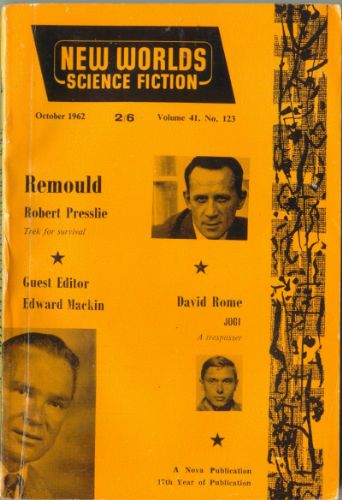 NEW WORLDS
SCIENCE FICTION
October 1962 2/6 Volume 41, No. 123
Remould
Robert Presslie
Trek for survival
Guest Editor
Edward Mackin
David Rome
JOGI
A trespasser
A Nova Publication
17th Year of Publication